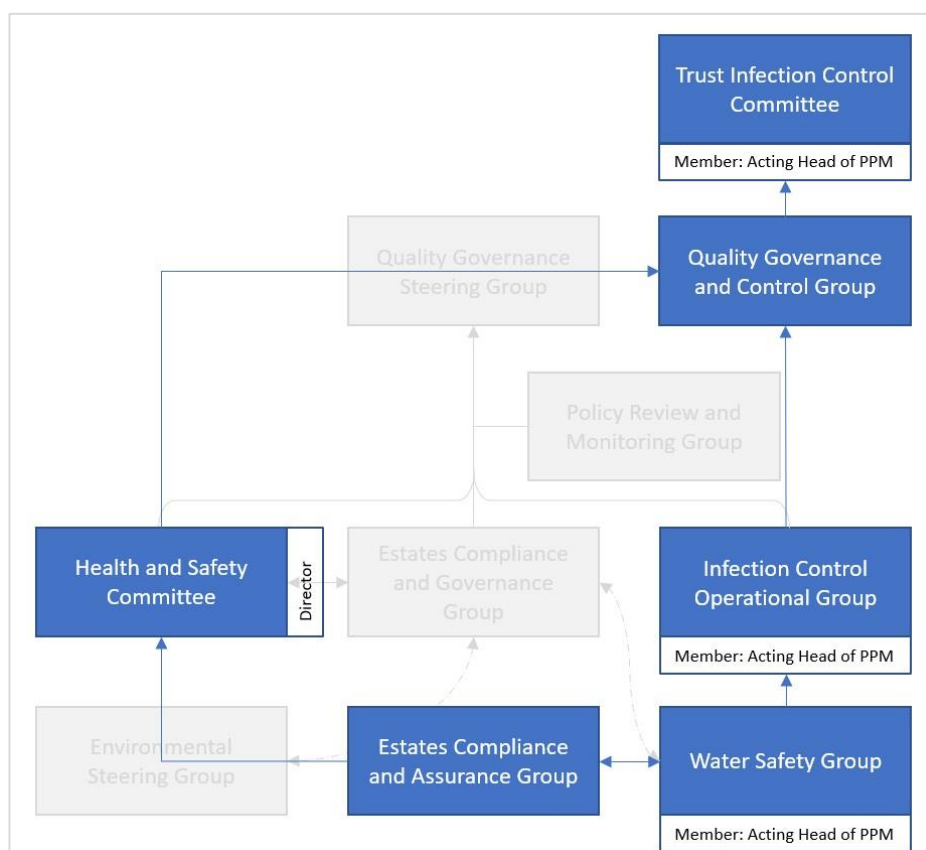 Trust Infection Control
Committee
Member: Acting Head of PPM
Quality Governance
Steering Group
Quality Governance
and Control Group
Policy Review and
Monitoring Group
Health and Safety
Committee
Director
Estates Compliance
and Governance
Group
Infection Control
Operational Group
Member: Acting Head of PPM
Environmental
Steering Group
Estates Compliance
and Assurance Group
Water Safety Group
Member: Acting Head of PPM